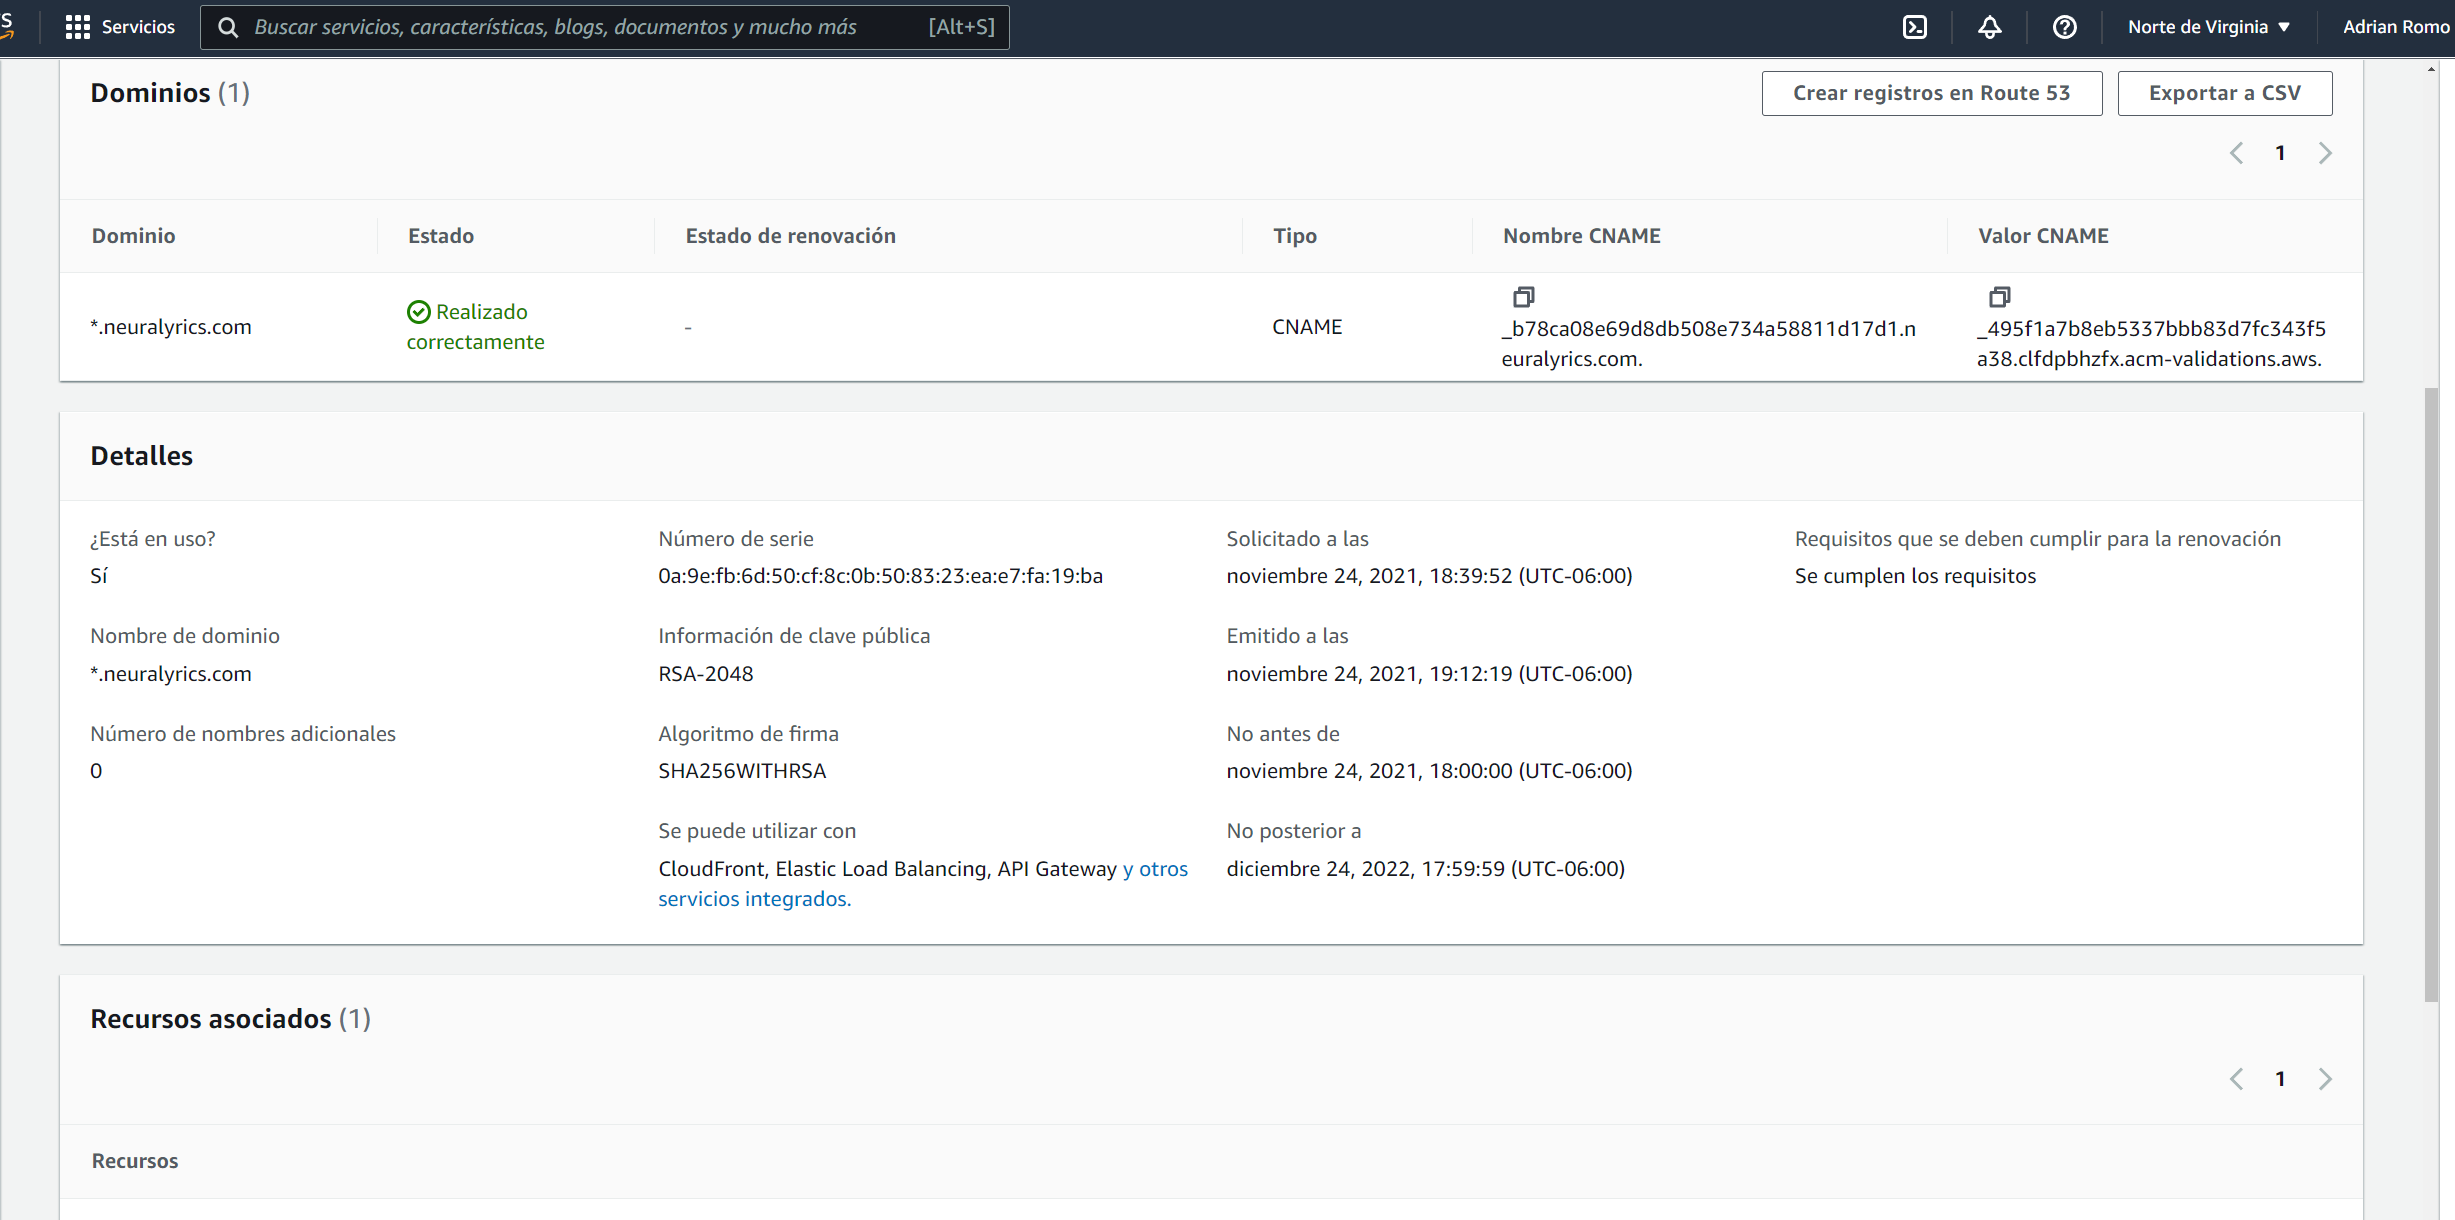 Servicios
Buscar servicios, características, blogs, documentos y mucho más [Alt+S]
Norte de Virginia ▼
Adrian Romo
Dominios (1)
Crear registros en Route 53
Exportar a CSV
1
Dominio
Estado
Estado de renovación
Tipo
Nombre CNAME
Valor CNAME
*.neuralyrics.com
Realizado
correctamente
-
CNAME
_b78ca08e69d8db508e734a58811d17d1.n
euralyrics.com.
_495f1a7b8eb5337bbb83d7fc343f5
a38.clfdpbhzfx.acm-validations.aws.
Detalles
¿Está en uso?
Sí
Nombre de dominio
*.neuralyrics.com
Número de nombres adicionales
0
Número de serie
0a:9e:fb:6d:50:cf:8c:0b:50:83:23:ea:e7:fa:19:ba
Información de clave pública
RSA-2048
Algoritmo de firma
SHA256WITHRSA
Se puede utilizar con
CloudFront, Elastic Load Balancing, API Gateway y otros
servicios integrados.
Solicitado a las
noviembre 24, 2021, 18:39:52 (UTC-06:00)
Emitido a las
noviembre 24, 2021, 19:12:19 (UTC-06:00)
No antes de
noviembre 24, 2021, 18:00:00 (UTC-06:00)
No posterior a
diciembre 24, 2022, 17:59:59 (UTC-06:00)
Requisitos que se deben cumplir para la renovación
Se cumplen los requisitos
Recursos asociados (1)
1
Recursos